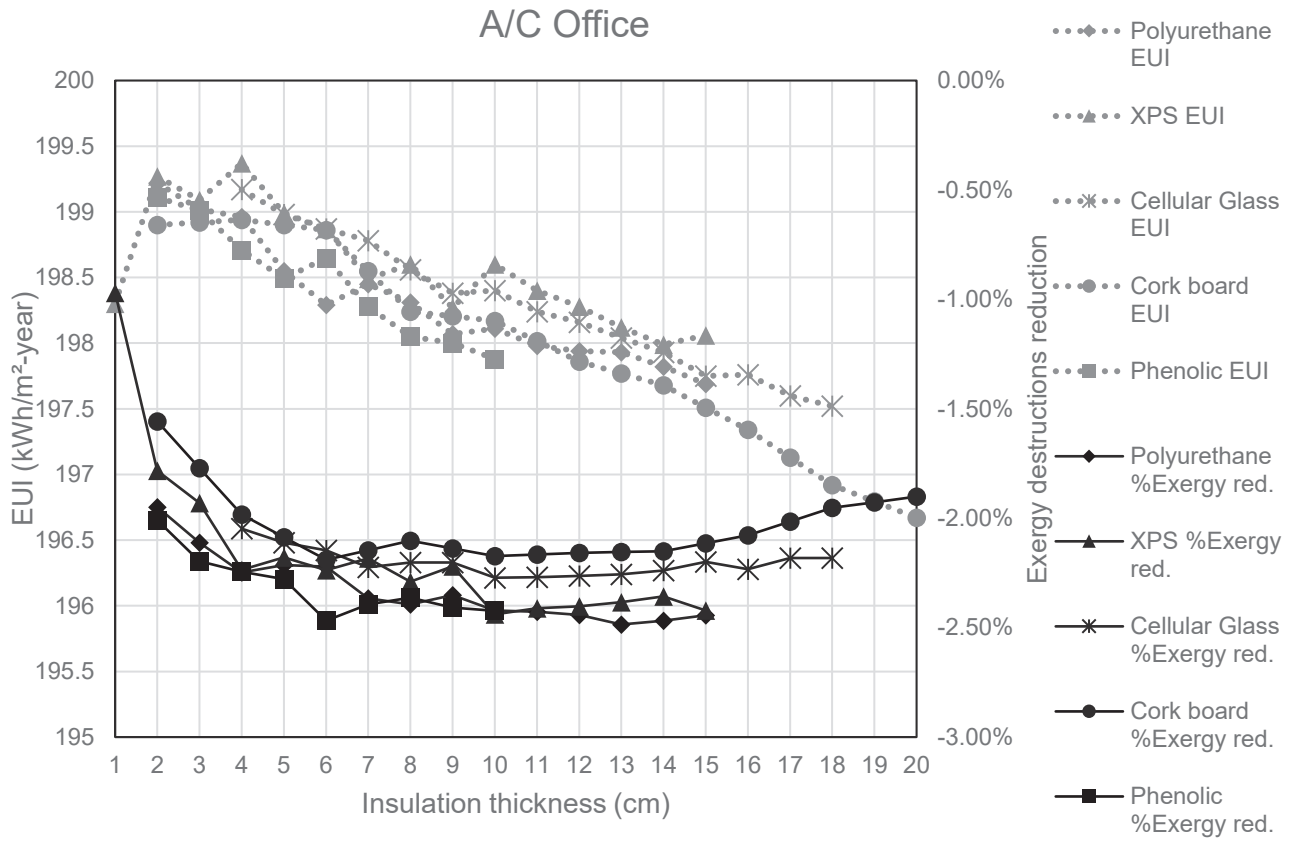 A/C Office
200
199.5
199
198.5
198
197.5
197
196.5
196
195.5
195
EUI (kWh/m²-year)
1 2 3 4 5 6 7 8 9 10 11 12 13 14 15 16 17 18 19 20
Insulation thickness (cm)
0.00%
-0.50%
-1.00%
-1.50%
-2.00%
-2.50%
-3.00%
Exergy destructions reduction
Polyurethane
EUI
XPS EUI
Cellular Glass
EUI
Cork board
EUI
Phenolic EUI
Polyurethane
%Exergy red.
XPS %Exergy
red.
Cellular Glass
%Exergy red.
Cork board
%Exergy red.
Phenolic
%Exergy red.